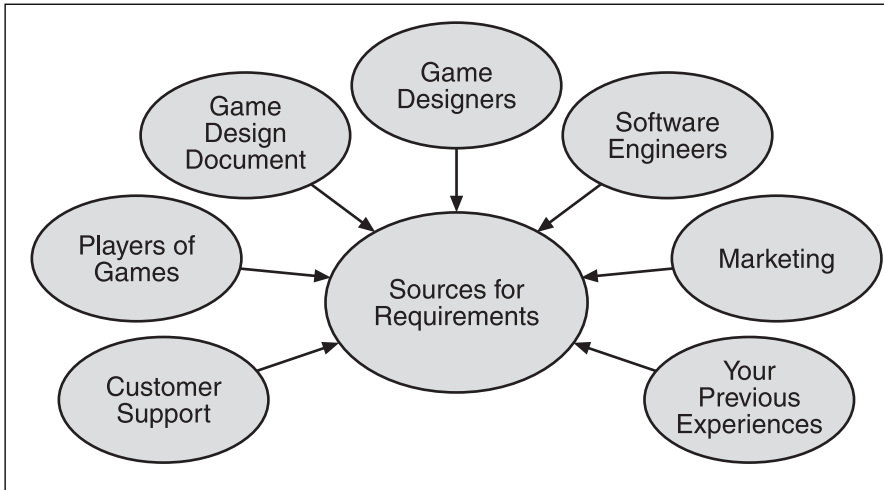 Game
Designers
Game
Design
Document
Software
Engineers
Players of
Games
Marketing
Sources for
Requirements
Customer
Support
Your
Previous
Experiences